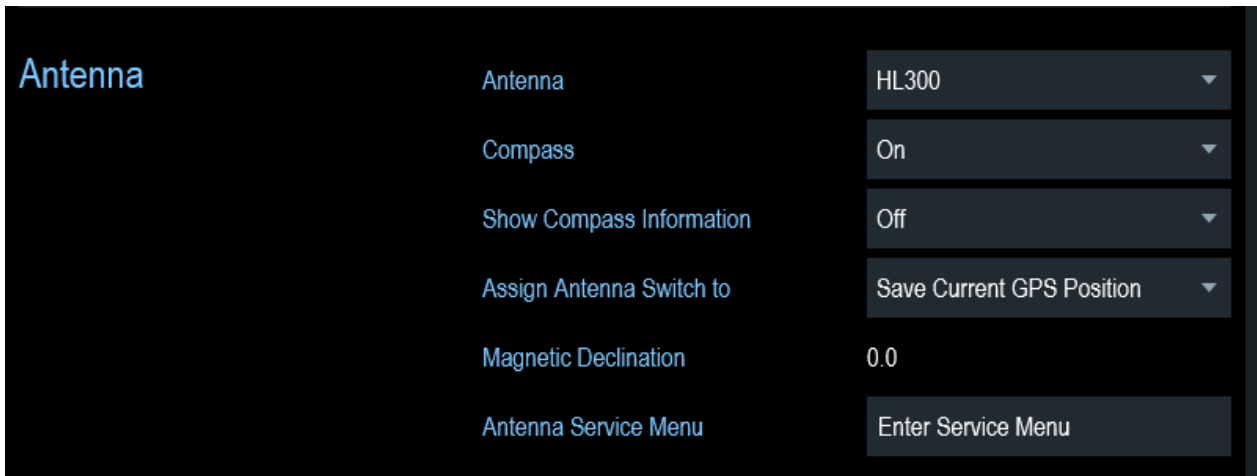 Antenna
Antenna HL300
Compass On
Show Compass Information Off
Assign Antenna Switch to Save Current GPS Position
Magnetic Declination 0.0
Antenna Service Menu Enter Service Menu